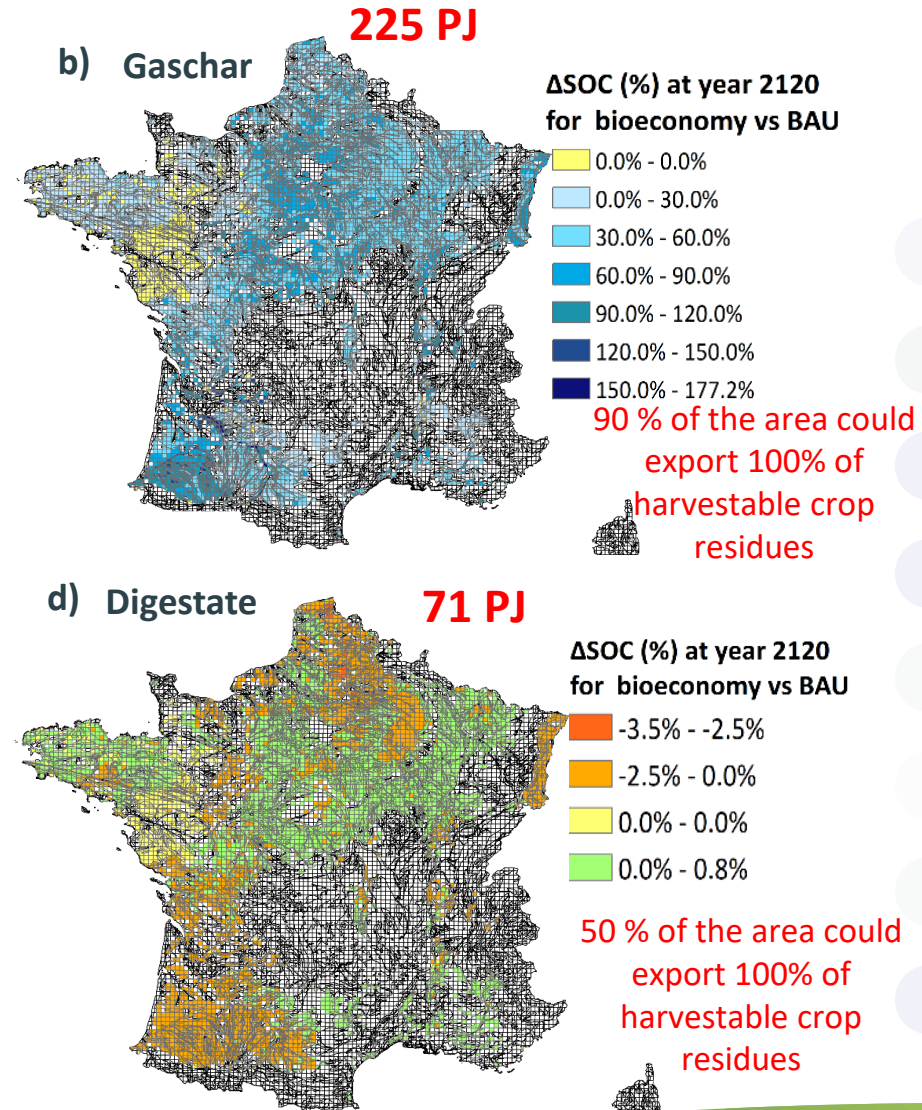 225 PJ
b) Gaschar
ΔSOC (%) at year 2120
for bioeconomy vs BAU
0.0% - 0.0%
0.0% - 30.0%
30.0% - 60.0%
60.0% - 90.0%
90.0% - 120.0%
120.0% - 150.0%
150.0% - 177.2%
90 % of the area could
export 100% of
harvestable crop
residues
d) Digestate
71 PJ
ΔSOC (%) at year 2120
for bioeconomy vs BAU
-3.5% - -2.5%
-2.5% - 0.0%
0.0% - 0.0%
0.0% - 0.8%
50 % of the area could
export 100% of
harvestable crop
residues